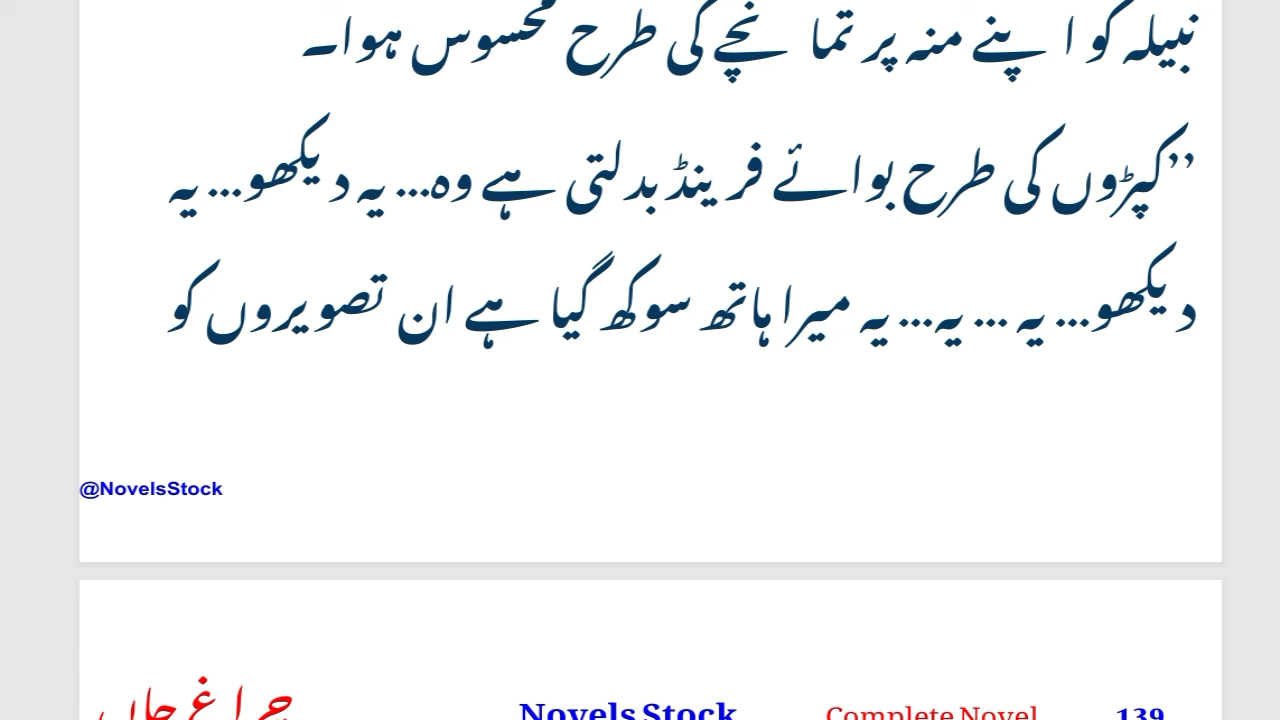 نبیلہ کو اپنے منہ پر تمانچے کی طرح محسوس ہوا۔
”کپڑوں کی طرح بوائے فرینڈ بدلتی ہے وہ... یہ دیکھو... یہ
دیکھو... یہ ... یہ... یہ میرا ہاتھ سوکھ گیا ہے ان تصویروں کو
@NovelsStock
چراغِ جاں Novels Stock Complete Novel 139